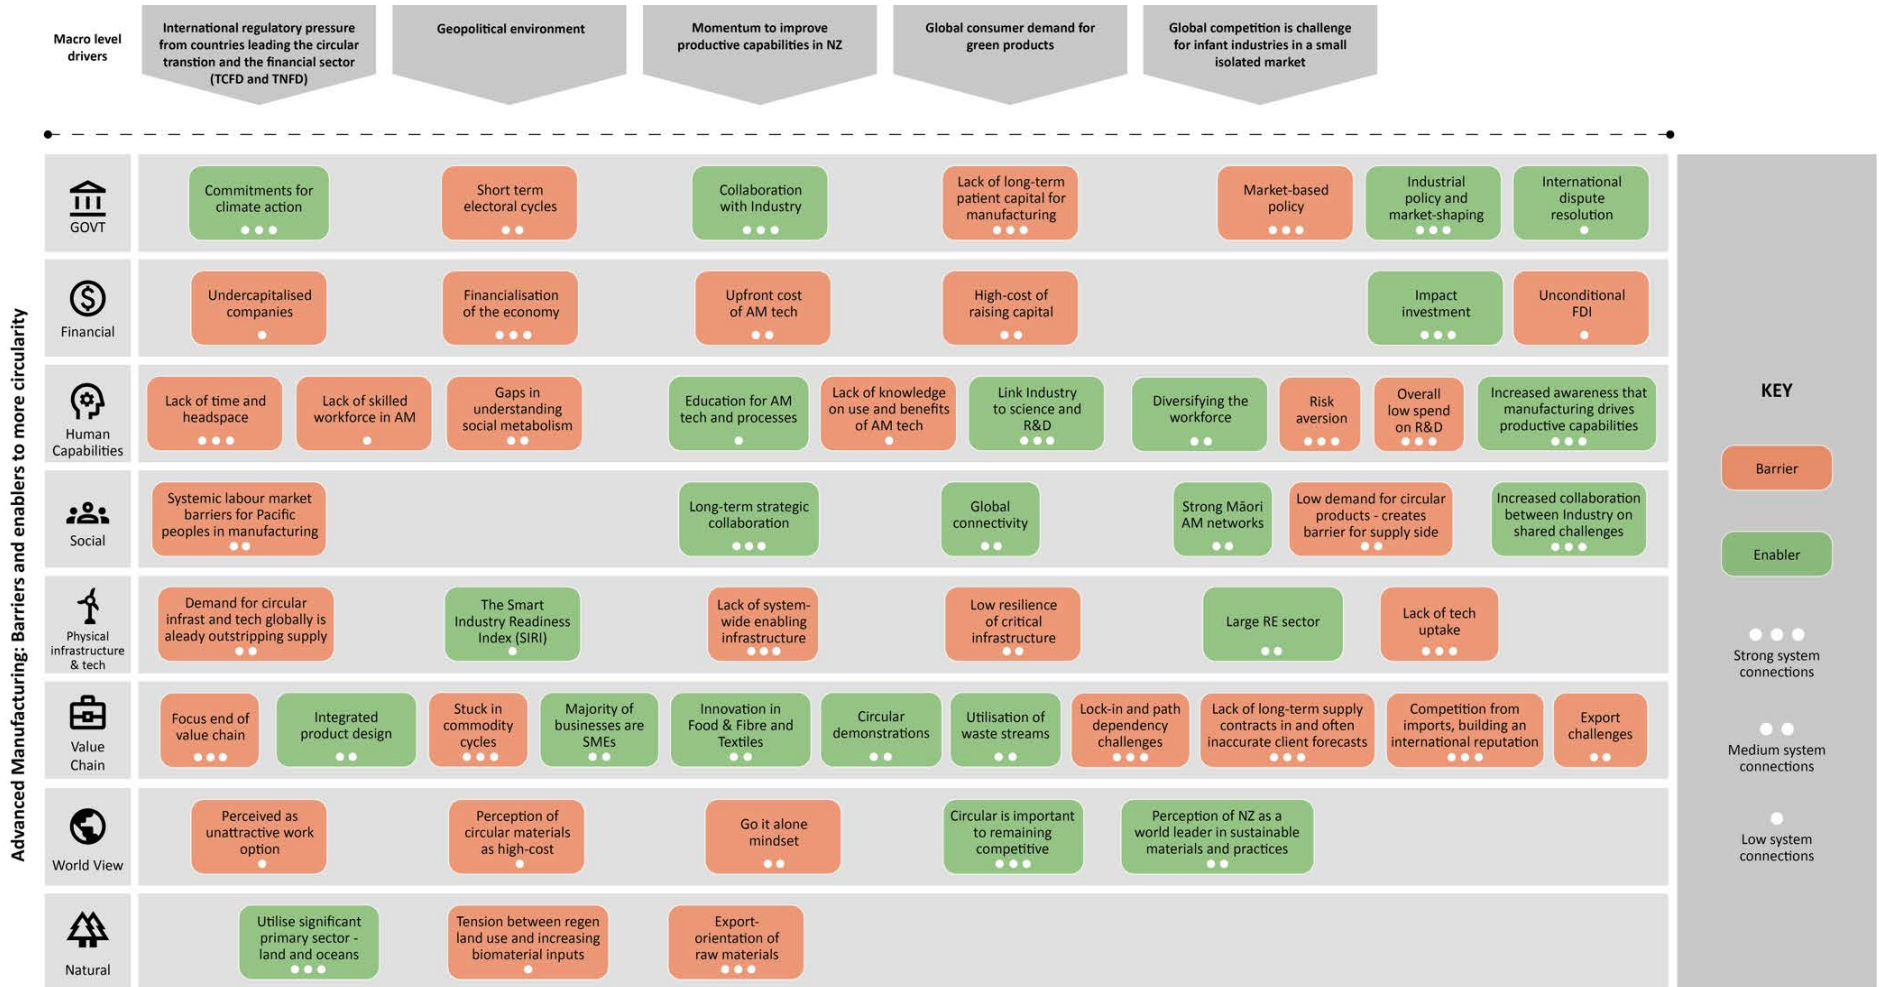 Macro level
drivers
International regulatory pressure
from countries leading the circular
transtion and the financial sector
(TCFD and TNFD)
Geopolitical environment
Momentum to improve
productive capabilities in NZ
Global consumer demand for
green products
Global competition is challenge
for infant industries in a small
isolated market
Advanced Manufacturing: Barriers and enablers to more circularity
GOVT
Commitments for
climate action
Short term
electoral cycles
Collaboration
with Industry
Lack of long-term
patient capital for
manufacturing
Market-based
policy
Industrial
policy and
market-shaping
International
dispute
resolution
Financial
Undercapitalised
companies
Financialisation
of the economy
Upfront cost
of AM tech
High-cost of
raising capital
Impact
investment
Unconditional
FDI
Human
Capabilities
Lack of time and
headspace
Lack of skilled
workforce in AM
Gaps in
understanding
social metabolism
Education for AM
tech and processes
Lack of knowledge
on use and benefits
of AM tech
Link Industry
to science and
R&D
Diversifying the
workforce
Risk
aversion
Overall
low spend
on R&D
Increased awareness that
manufacturing drives
productive capabilities
Social
Systemic labour market
barriers for Pacific
peoples in manufacturing
Long-term strategic
collaboration
Global
connectivity
Strong Māori
AM networks
Low demand for circular
products - creates
barrier for supply side
Increased collaboration
between Industry on
shared challenges
Physical
infrastructure
& tech
Demand for circular
infrast and tech globally is
aleady outstripping supply
The Smart
Industry Readiness
Index (SIRI)
Lack of system-
wide enabling
infrastructure
Low resilience
of critical
infrastructure
Large RE sector
Lack of tech
uptake
Value
Chain
Focus end of
value chain
Integrated
product design
Stuck in
commodity
cycles
Majority of
businesses are
SMEs
Innovation in
Food & Fibre and
Textiles
Circular
demonstrations
Utilisation of
waste streams
Lock-in and path
dependency
challenges
Lack of long-term supply
contracts in and often
inaccurate client forecasts
Competition from
imports, building an
international reputation
Export
challenges
World View
Perceived as
unattractive work
option
Perception of
circular materials
as high-cost
Go it alone
mindset
Circular is important
to remaining
competitive
Perception of NZ as a
world leader in sustainable
materials and practices
Natural
Utilise significant
primary sector -
land and oceans
Tension between regen
land use and increasing
biomaterial inputs
Export-
orientation of
raw materials
KEY
Barrier
Enabler
Strong system
connections
Medium system
connections
Low system
connections